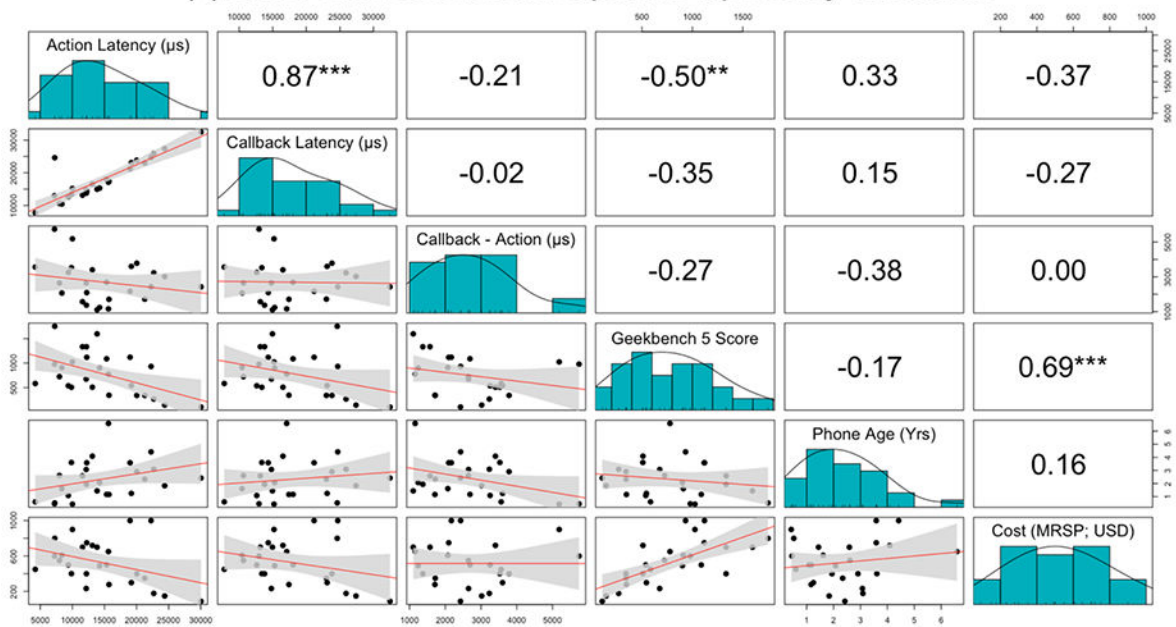 10000 15000 20000 25000 30000
500 1000 1500
200 400 600 800 1000
Action Latency (µs)
0.87***
-0.21
-0.50**
0.33
-0.37
5000 15000 25000
10000 20000 30000
Callback Latency (µs)
-0.02
-0.35
0.15
-0.27
Callback - Action (µs)
-0.27
-0.38
0.00
1000 3000 5000
500 1000
Geekbench 5 Score
-0.17
0.69***
Phone Age (Yrs)
0.16
1 2 3 4 5 6
200 600 1000
Cost (MRSP; USD)
5000 10000 15000 20000 25000 30000
1000 2000 3000 4000 5000
1 2 3 4 5 6